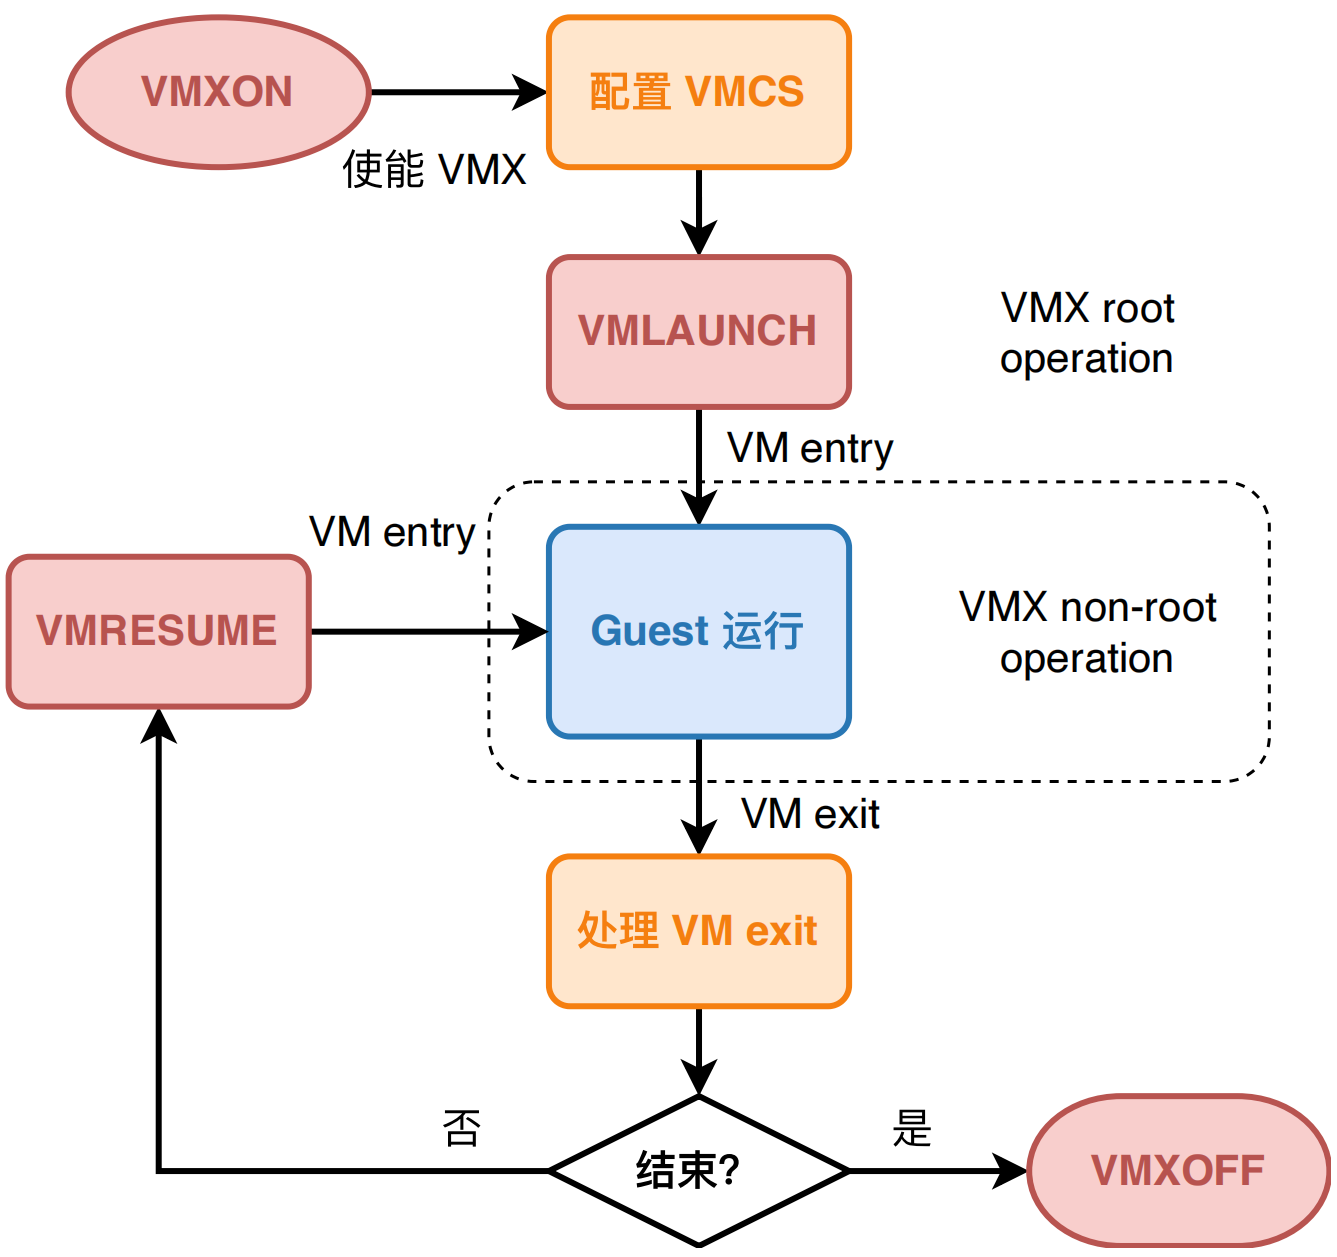 VMXON
配置 VMCS
使能 VMX
VMLAUNCH
VMX root
operation
VM entry
VM entry
VMRESUME
Guest 运行
VMX non-root
operation
VM exit
处理 VM exit
否
是
结束?
VMXOFF